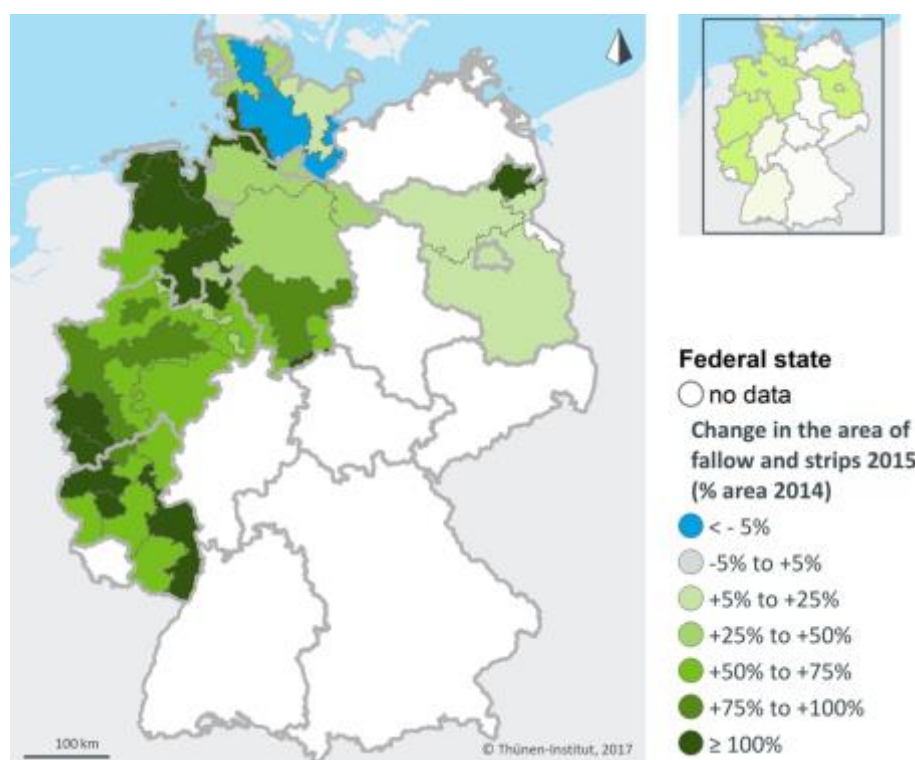 Federal state
no data
Change in the area of
fallow and strips 2015
(% area 2014)
< - 5%
-5% to +5%
+5% to +25%
+25% to +50%
+50% to +75%
+75% to +100%
≥ 100%
100 km
© Thünen-Institut, 2017